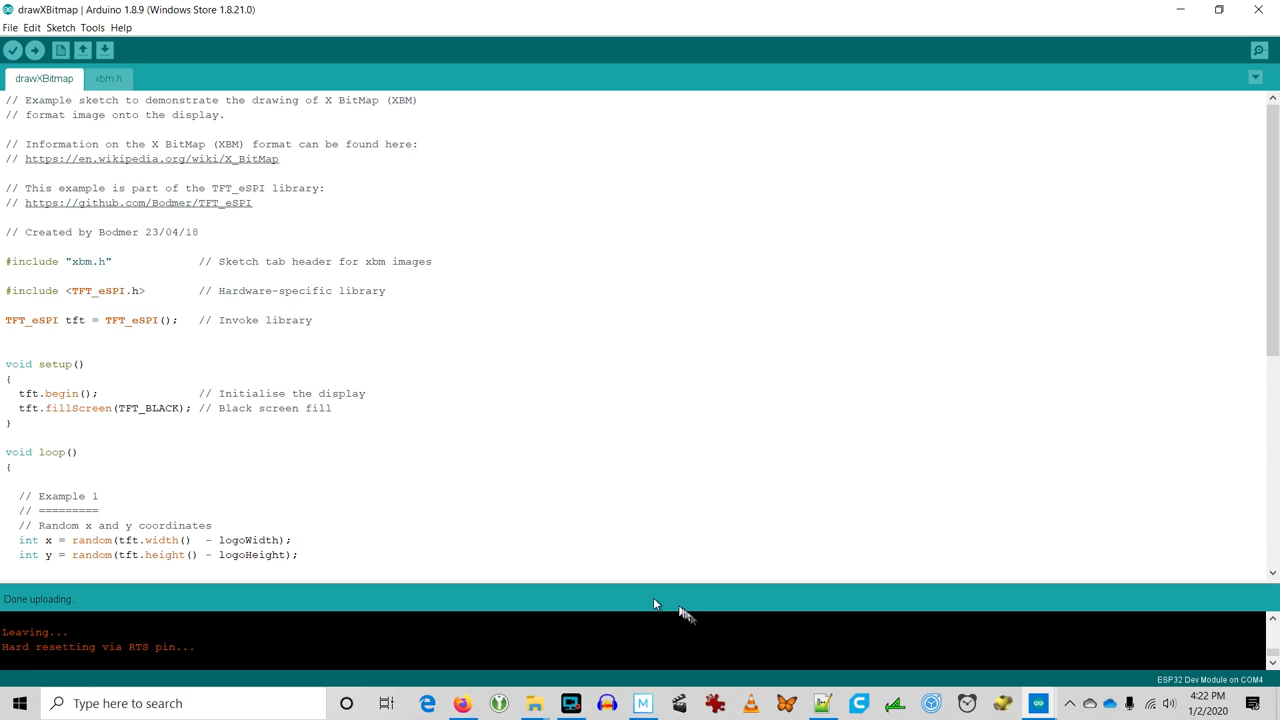 drawXBitmap | Arduino 1.8.9 (Windows Store 1.8.21.0)
File Edit Sketch Tools Help
drawXBitmap xbm.h
// Example sketch to demonstrate the drawing of X BitMap (XBM)
// format image onto the display.
// Information on the X BitMap (XBM) format can be found here:
// https://en.wikipedia.org/wiki/X_BitMap
// This example is part of the TFT_eSPI library:
// https://github.com/Bodmer/TFT_eSPI
// Created by Bodmer 23/04/18
#include "xbm.h" // Sketch tab header for xbm images
#include <TFT_eSPI.h> // Hardware-specific library
TFT_eSPI tft = TFT_eSPI(); // Invoke library
void setup()
{
tft.begin(); // Initialise the display
tft.fillScreen(TFT_BLACK); // Black screen fill
}
void loop()
{
// Example 1
// =========
// Random x and y coordinates
int x = random(tft.width() - logoWidth);
int y = random(tft.height() - logoHeight);
Done uploading.
Leaving...
Hard resetting via RTS pin...
ESP32 Dev Module on COM4
Type here to search
4:22 PM
1/2/2020